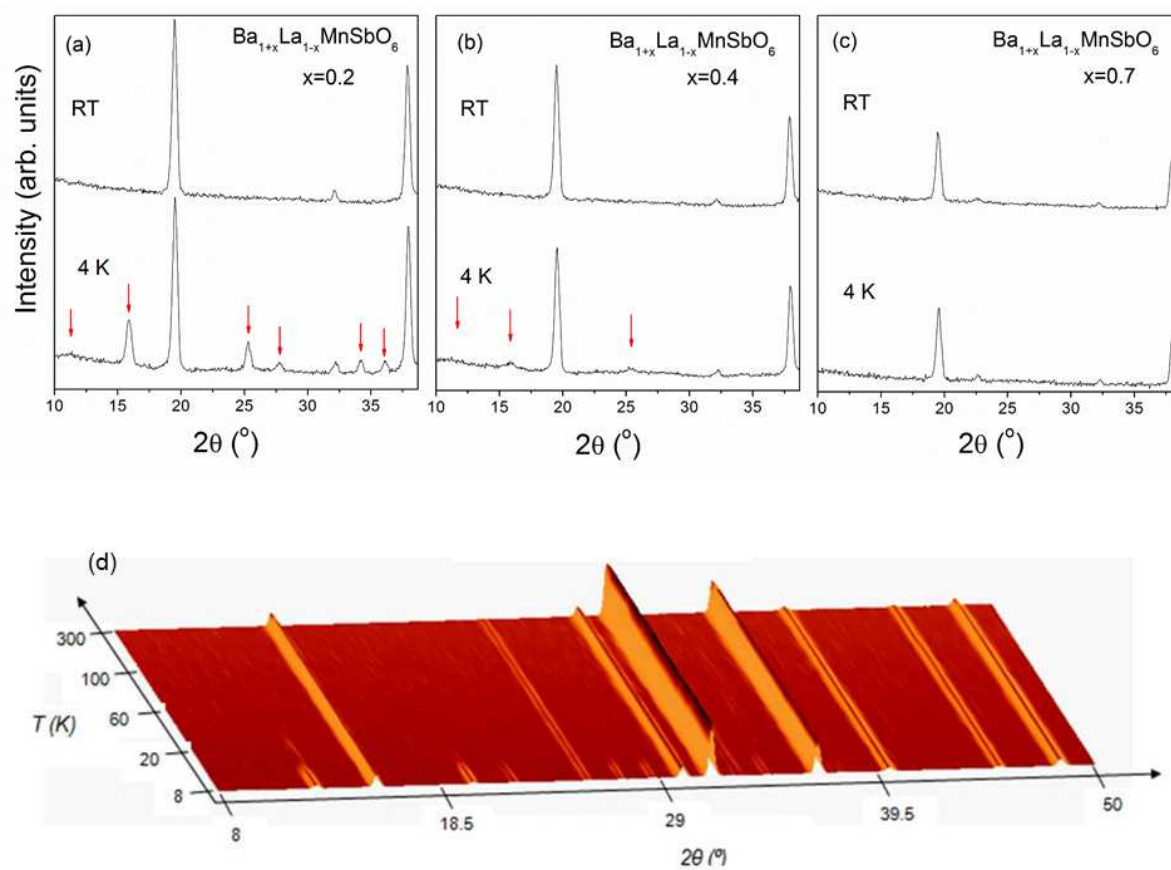 (a)
Ba1+xLa1-xMnSbO6
x=0.2
RT
4 K
10 15 20 25 30 35
2θ (o)
Intensity (arb. units)
(b)
Ba1+xLa1-xMnSbO6
x=0.4
RT
4 K
10 15 20 25 30 35
2θ (o)
(c)
Ba1+xLa1-xMnSbO6
x=0.7
RT
4 K
10 15 20 25 30 35
2θ (o)
(d)
300
100
60
20
8
T (K)
8 18.5 29 39.5 50
2θ (º)